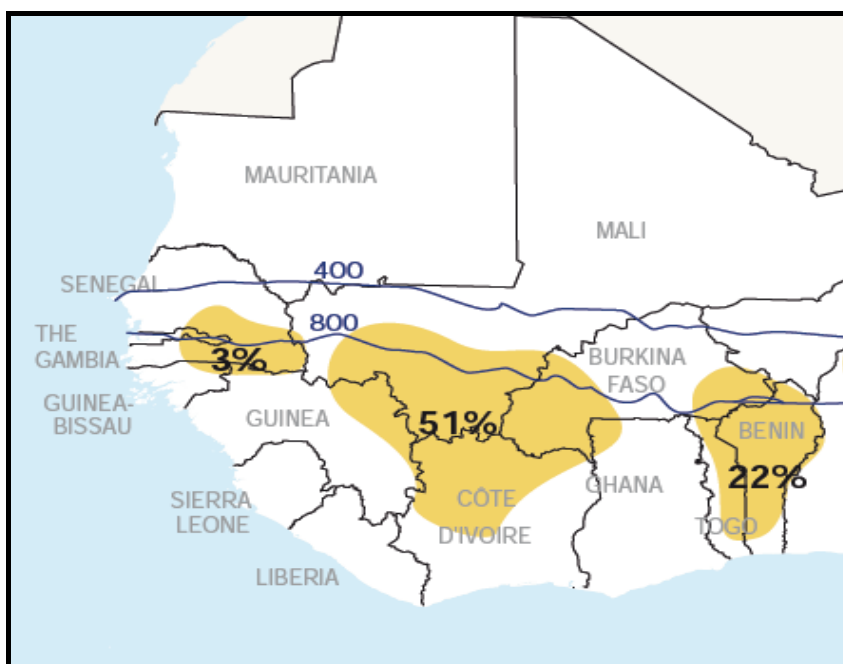 MAURITANIA
MALI
400
SENEGAL
800
THE
GAMBIA
3%
BURKINA
FASO
GUINEA-
BISSAU
GUINEA
51%
BENIN
22%
SIERRA
LEONE
CÔTE
D'IVOIRE
GHANA
TOGO
LIBERIA